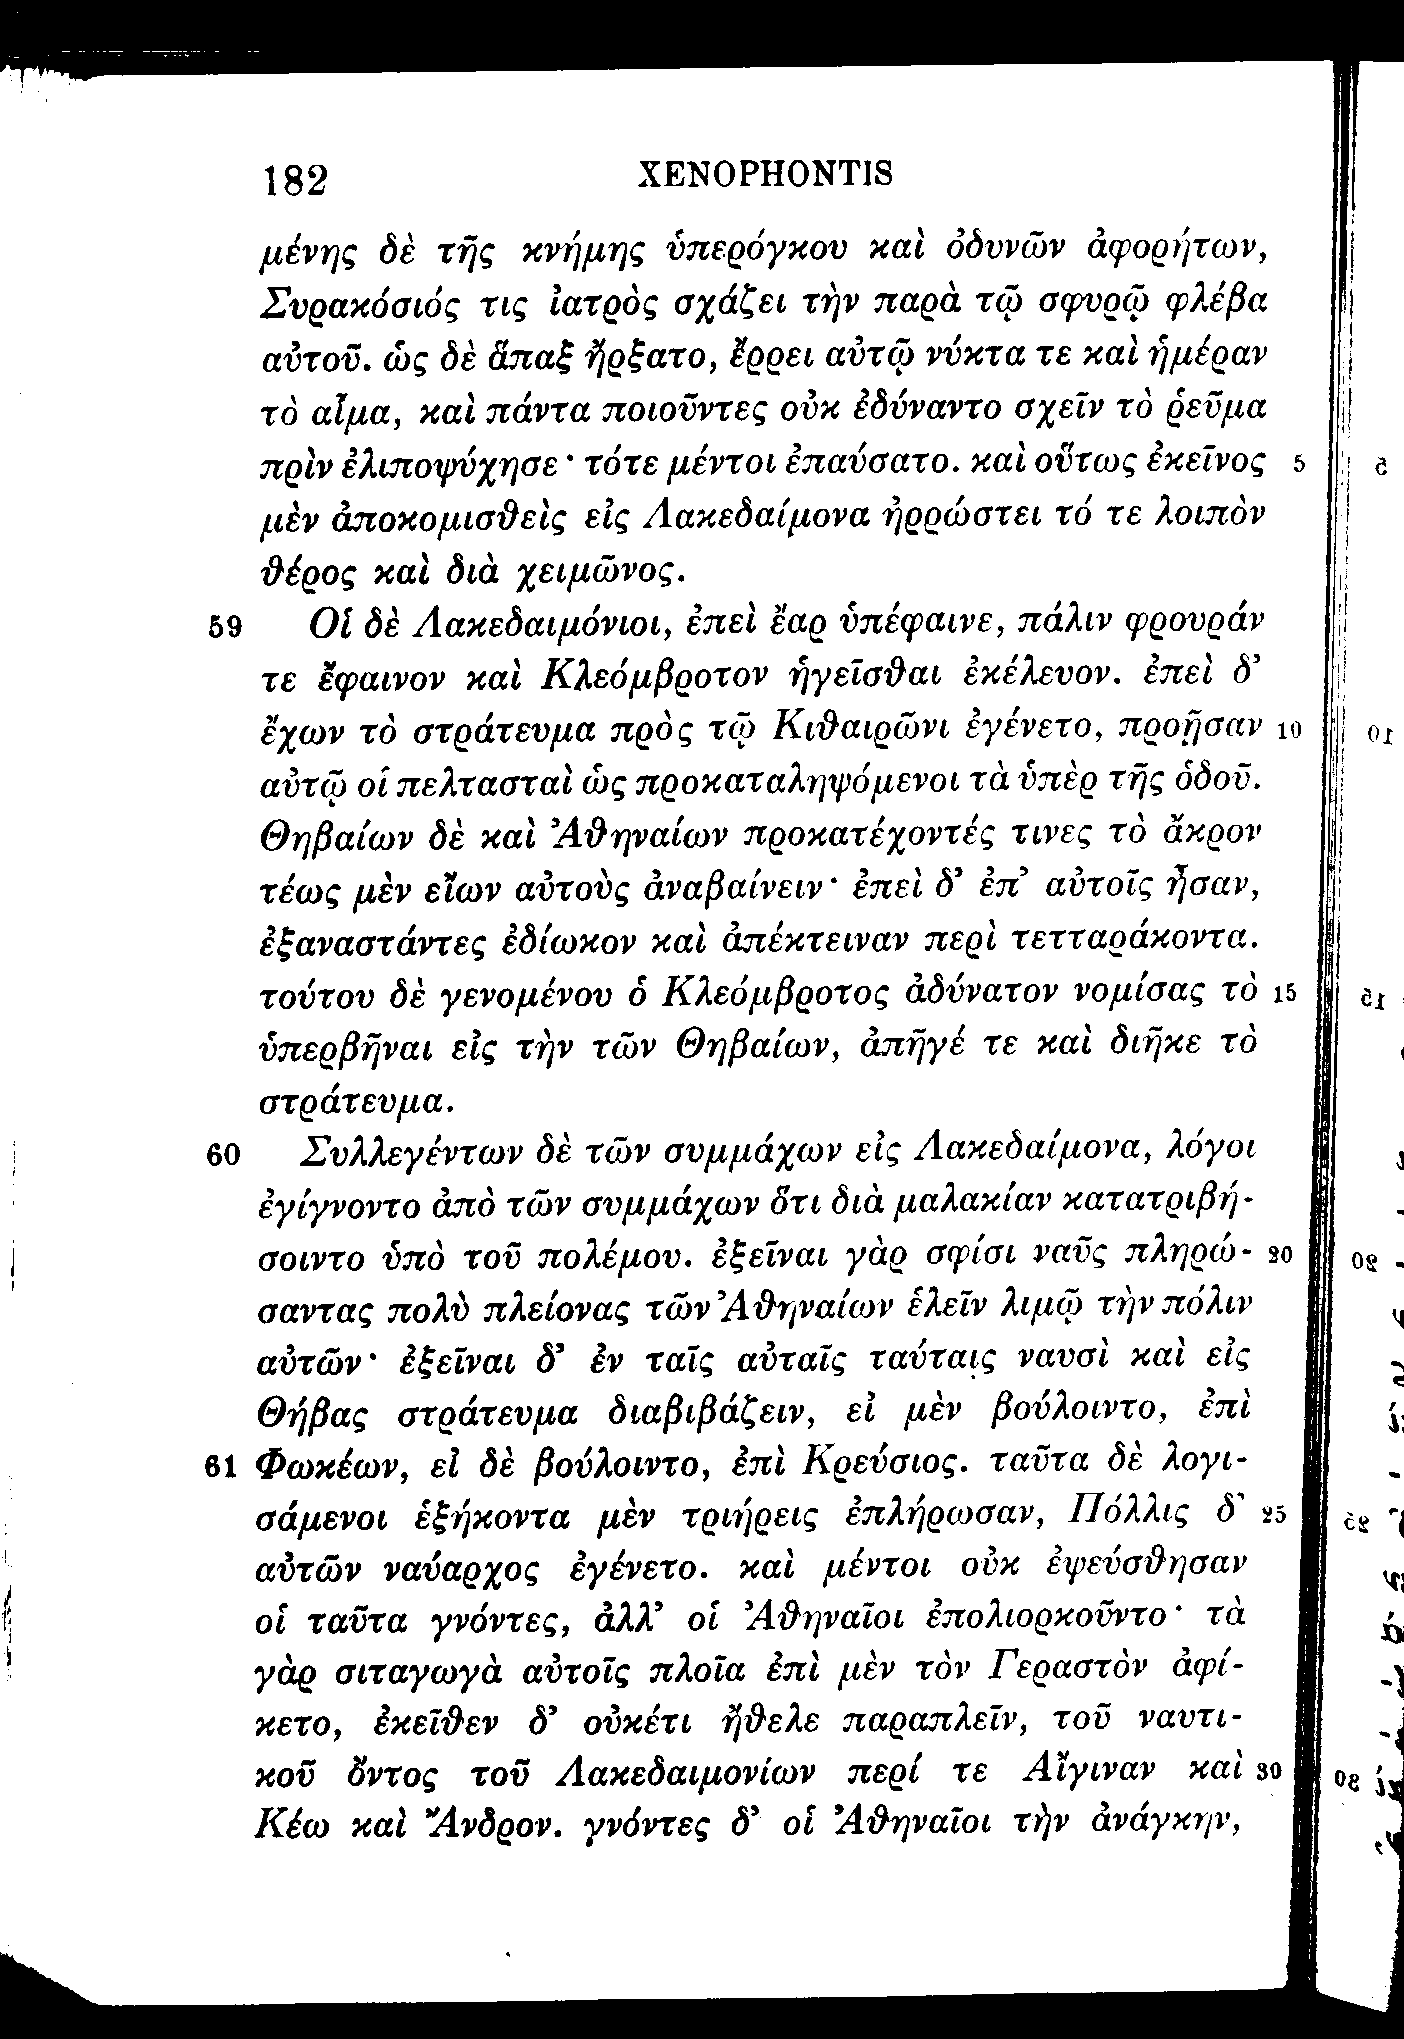 182 XENOPHONTIS
μένης δὲ τῆς κνήμης ὑπερόγκου καὶ ὀδυνῶν ἀφορήτων,
Συρακόσιός τις ἰατρὸς σχάζει τὴν παρὰ τῷ σφυρῷ φλέβα
αὐτοῦ. ὡς δὲ ἅπαξ ἤρξατο, ἔρρει αὐτῷ νύκτα τε καὶ ἡμέραν
τὸ αἷμα, καὶ πάντα ποιοῦντες οὐκ ἐδύναντο σχεῖν τὸ ῥεῦμα
πρὶν ἐλιποψύχησε· τότε μέντοι ἐπαύσατο. καὶ οὕτως ἐκεῖνος 5
μὲν ἀποκομισθεὶς εἰς Λακεδαίμονα ἠρρώστει τό τε λοιπὸν
θέρος καὶ διὰ χειμῶνος.
59 Οἱ δὲ Λακεδαιμόνιοι, ἐπεὶ ἔαρ ὑπέφαινε, πάλιν φρουράν
τε ἔφαινον καὶ Κλεόμβροτον ἡγεῖσθαι ἐκέλευον. ἐπεὶ δ’
ἔχων τὸ στράτευμα πρὸς τῷ Κιθαιρῶνι ἐγένετο, προῇσαν 10
αὐτῷ οἱ πελτασταὶ ὡς προκαταληψόμενοι τὰ ὑπὲρ τῆς ὁδοῦ.
Θηβαίων δὲ καὶ Ἀθηναίων προκατέχοντές τινες τὸ ἄκρον
τέως μὲν εἴων αὐτοὺς ἀναβαίνειν· ἐπεὶ δ’ ἐπ’ αὐτοῖς ἦσαν,
ἐξαναστάντες ἐδίωκον καὶ ἀπέκτειναν περὶ τετταράκοντα.
τούτου δὲ γενομένου ὁ Κλεόμβροτος ἀδύνατον νομίσας τὸ 15
ὑπερβῆναι εἰς τὴν τῶν Θηβαίων, ἀπῆγέ τε καὶ διῆκε τὸ
στράτευμα.
60 Συλλεγέντων δὲ τῶν συμμάχων εἰς Λακεδαίμονα, λόγοι
ἐγίγνοντο ἀπὸ τῶν συμμάχων ὅτι διὰ μαλακίαν κατατριβή-
σοιντο ὑπὸ τοῦ πολέμου. ἐξεῖναι γὰρ σφίσι ναῦς πληρώ- 20
σαντας πολὺ πλείονας τῶν Ἀθηναίων ἑλεῖν λιμῷ τὴν πόλιν
αὐτῶν· ἐξεῖναι δ’ ἐν ταῖς αὐταῖς ταύταις ναυσὶ καὶ εἰς
Θήβας στράτευμα διαβιβάζειν, εἰ μὲν βούλοιντο, ἐπὶ
61 Φωκέων, εἰ δὲ βούλοιντο, ἐπὶ Κρεύσιος. ταῦτα δὲ λογι-
σάμενοι ἑξήκοντα μὲν τριήρεις ἐπλήρωσαν, Πόλλις δ’ 25
αὐτῶν ναύαρχος ἐγένετο. καὶ μέντοι οὐκ ἐψεύσθησαν
οἱ ταῦτα γνόντες, ἀλλ’ οἱ Ἀθηναῖοι ἐπολιορκοῦντο· τὰ
γὰρ σιταγωγὰ αὐτοῖς πλοῖα ἐπὶ μὲν τὸν Γεραστὸν ἀφί-
κετο, ἐκεῖθεν δ’ οὐκέτι ἤθελε παραπλεῖν, τοῦ ναυτι-
κοῦ ὄντος τοῦ Λακεδαιμονίων περί τε Αἴγιναν καὶ 30
Κέω καὶ Ἄνδρον. γνόντες δ’ οἱ Ἀθηναῖοι τὴν ἀνάγκην,